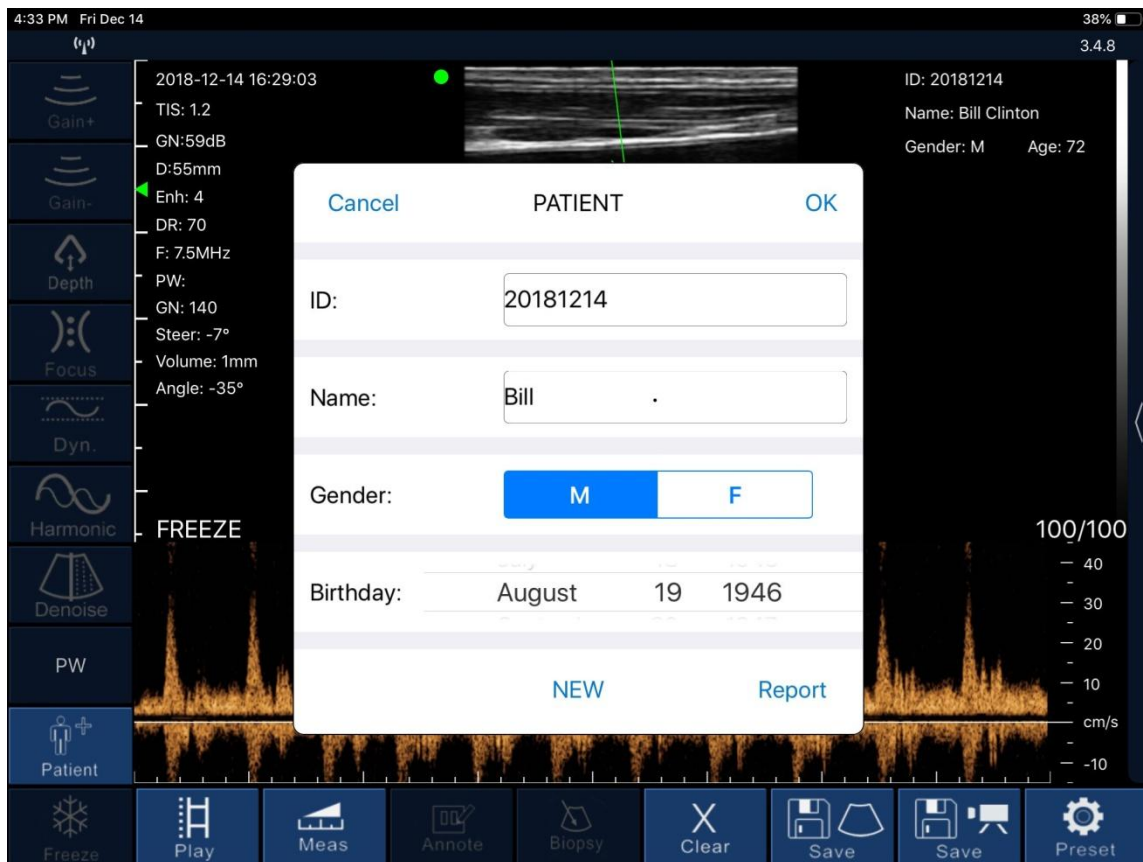 4:33 PM Fri Dec 14 38%
3.4.8
Gain+
Gain-
Depth
Focus
Dyn.
Harmonic
Denoise
PW
Patient
2018-12-14 16:29:03
TIS: 1.2
GN:59dB
D:55mm
Enh: 4
DR: 70
F: 7.5MHz
PW:
GN: 140
Steer: -7°
Volume: 1mm
Angle: -35°
FREEZE
ID: 20181214
Name: Bill Clinton
Gender: M Age: 72
Cancel PATIENT OK
ID: 20181214
Name: Bill .
Gender: M F
Birthday: August 19 1946
NEW Report
100/100
40
30
20
10
cm/s
-10
Freeze
Play
Meas
Annote
Biopsy
Clear
Save
Save
Preset